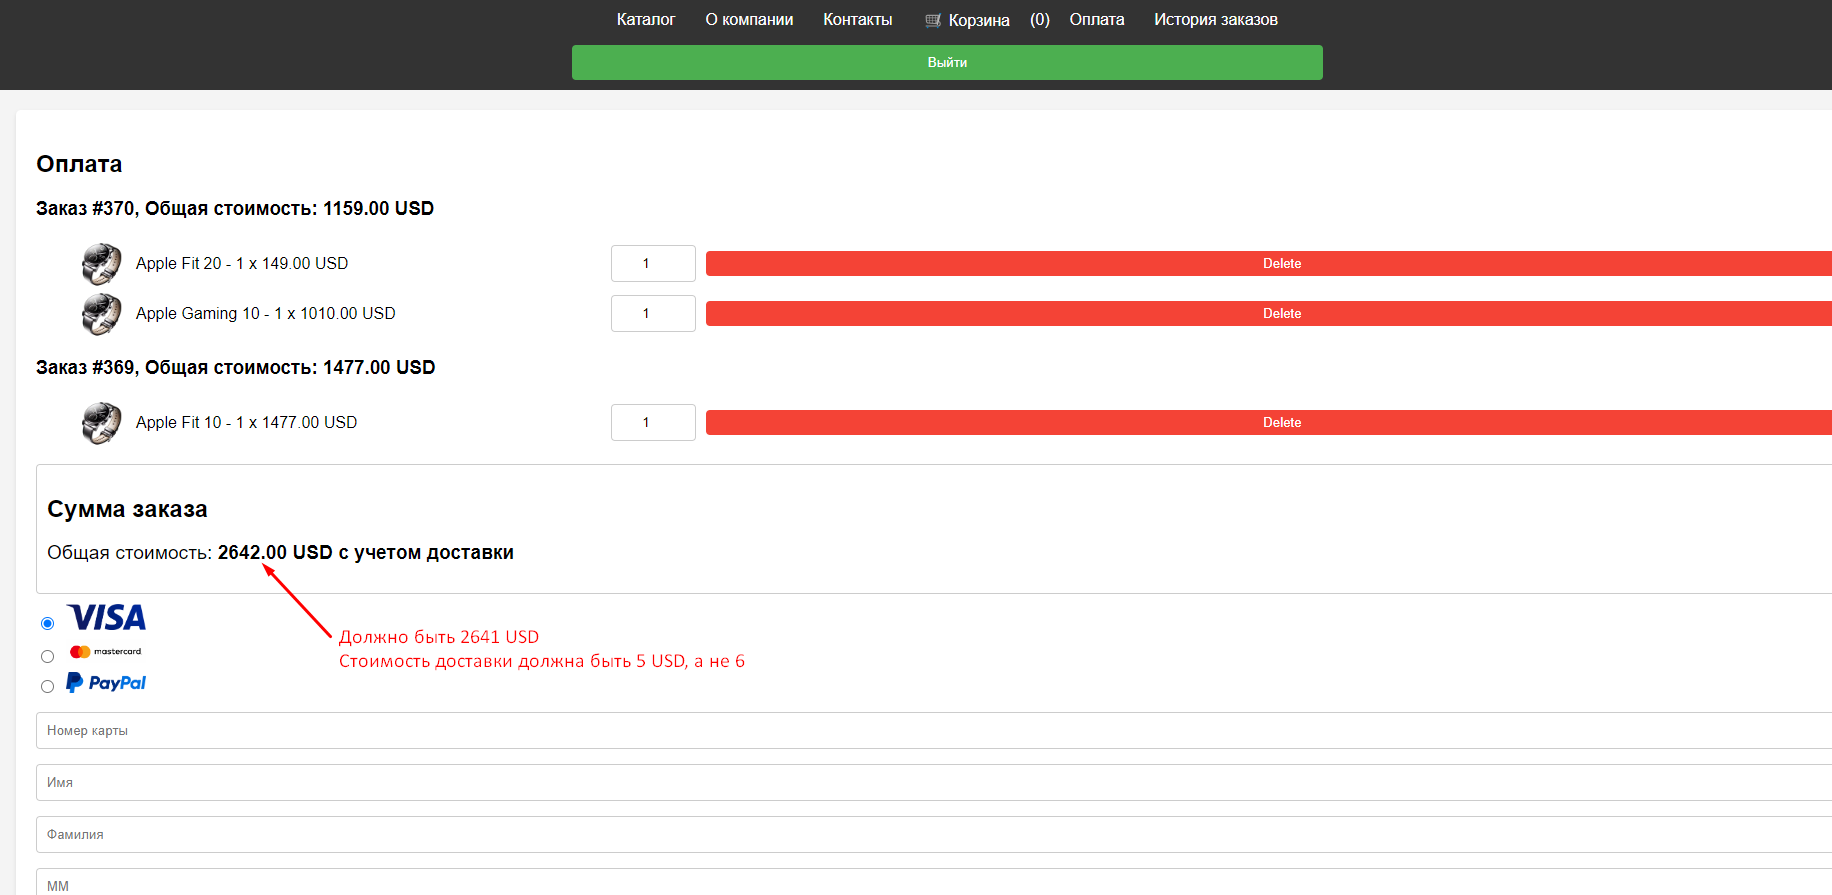 Каталог О компании Контакты Корзина (0) Оплата История заказов
Выйти
Оплата
Заказ #370, Общая стоимость: 1159.00 USD
Apple Fit 20 - 1 x 149.00 USD 1 Delete
Apple Gaming 10 - 1 x 1010.00 USD 1 Delete
Заказ #369, Общая стоимость: 1477.00 USD
Apple Fit 10 - 1 x 1477.00 USD 1 Delete
Сумма заказа
Общая стоимость: 2642.00 USD с учетом доставки
VISA
Должно быть 2641 USD
mastercard
Стоимость доставки должна быть 5 USD, а не 6
PayPal
Номер карты
Имя
Фамилия
ММ